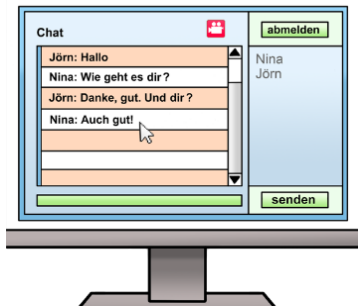 Chat
abmelden
Jörn: Hallo
Nina: Wie geht es dir?
Jörn: Danke, gut. Und dir?
Nina: Auch gut!
Nina
Jörn
senden